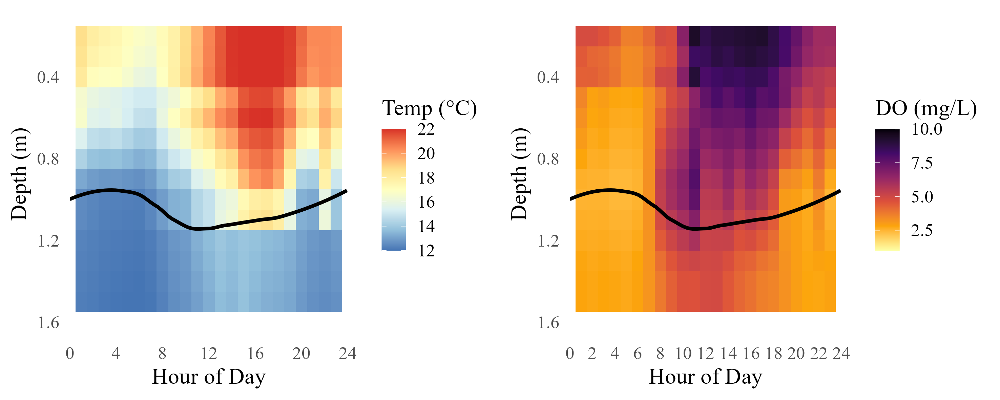 Depth (m)
0.4
0.8
1.2
1.6
0 4 8 12 16 20 24
Hour of Day
Temp (°C)
22
20
18
16
14
12
Depth (m)
0.4
0.8
1.2
1.6
0 2 4 6 8 10 12 14 16 18 20 22 24
Hour of Day
DO (mg/L)
10.0
7.5
5.0
2.5